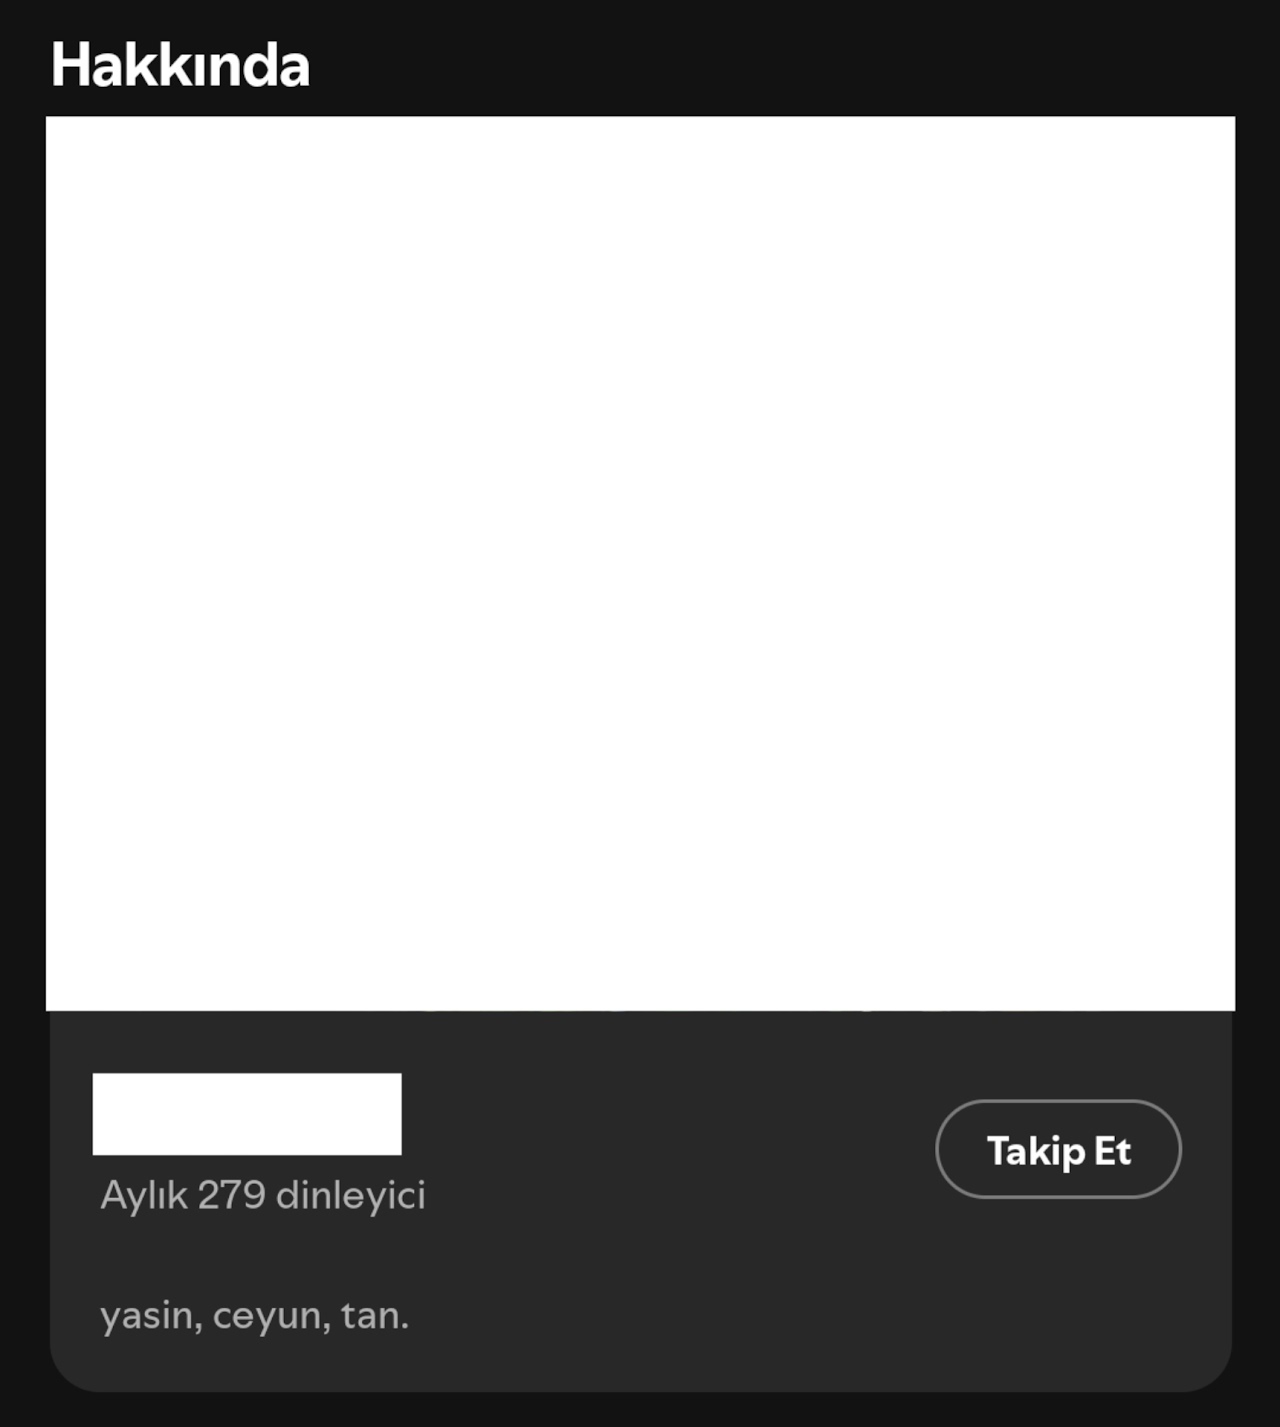 Hakkında
Aylık 279 dinleyici
Takip Et
yasin, ceyun, tan.